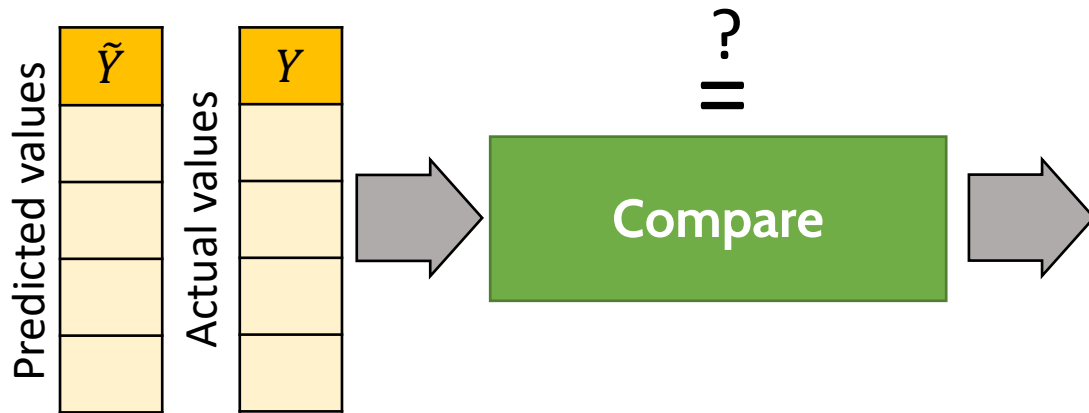 Predicted values
Ỹ
Actual values
Y
?
=
Compare